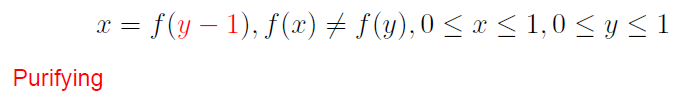 x = f(y − 1), f(x) ≠ f(y), 0 ≤ x ≤ 1, 0 ≤ y ≤ 1
Purifying